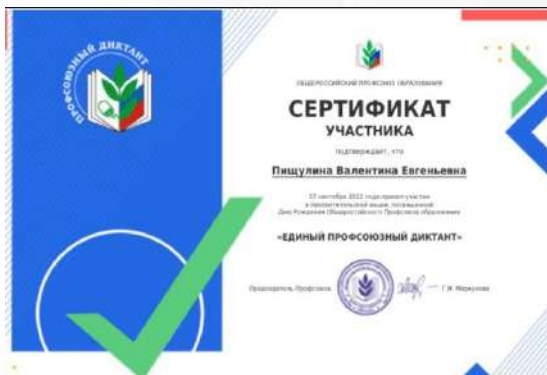 ПРОФСОЮЗНЫЙ ДИКТАНТ
ОБЩЕРОССИЙСКИЙ ПРОФСОЮЗ ОБРАЗОВАНИЯ
СЕРТИФИКАТ
УЧАСТНИКА
подтверждает, что
Пищулина Валентина Евгеньевна
27 сентября 2022 года принял участие
в просветительской акции, посвященной
Дню Рождения Общероссийского Профсоюза образования
«ЕДИНЫЙ ПРОФСОЮЗНЫЙ ДИКТАНТ»
Председатель Профсоюза Г.И. Меркулова